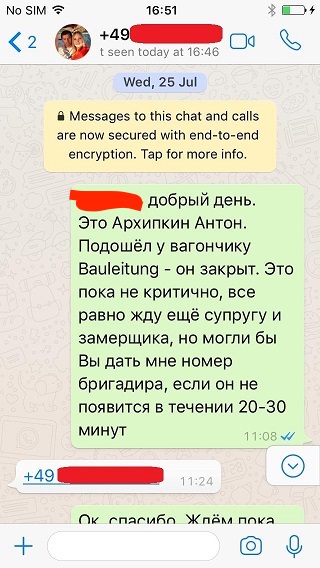 No SIM 16:51
2 +49
t seen today at 16:46
Wed, 25 Jul
Messages to this chat and calls
are now secured with end-to-end
encryption. Tap for more info.
добрый день.
Это Архипкин Антон.
Подошёл у вагончику
Bauleitung - он закрыт. Это
пока не критично, все
равно жду ещё супругу и
замерщика, но могли бы
Вы дать мне номер
бригадира, если он не
появится в течении 20-30
минут
11:08
+49
11:24
Ок, спасибо. Ждём пока